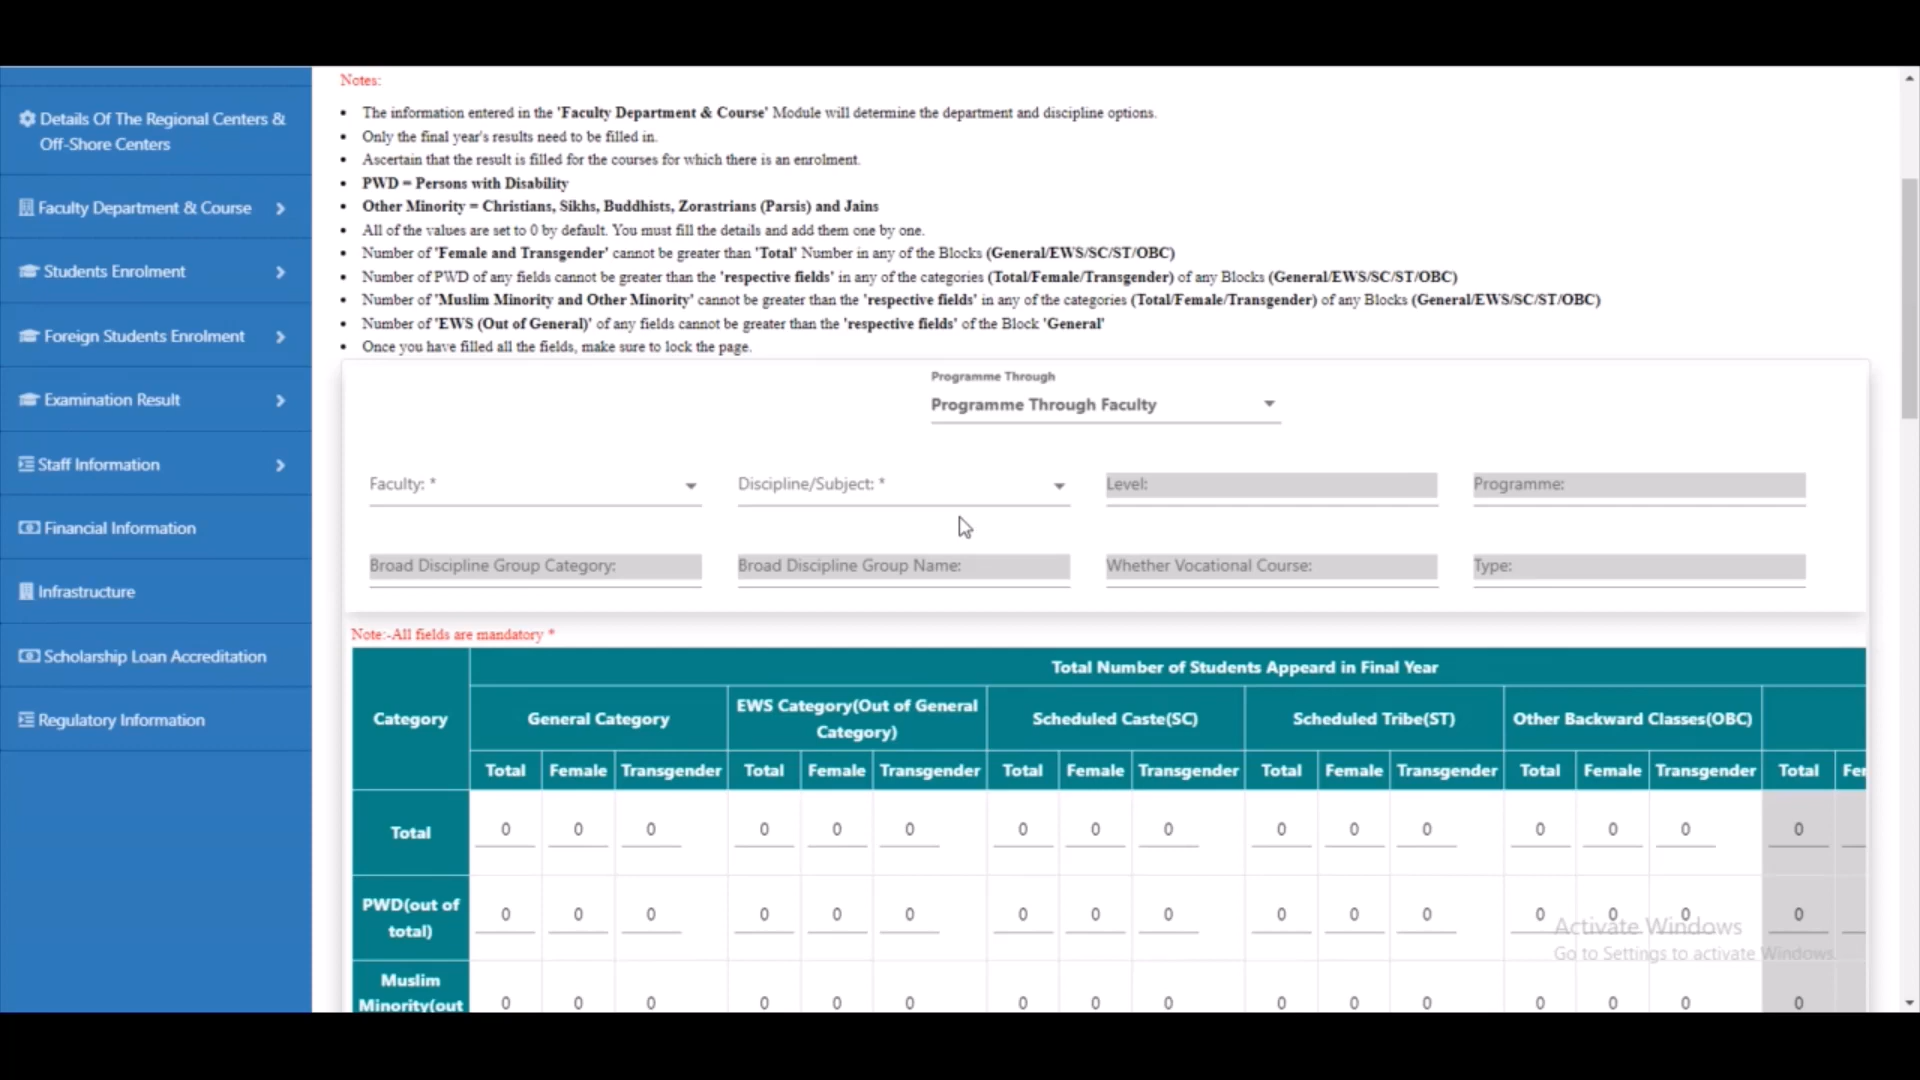 Details Of The Regional Centers &
Off-Shore Centers
Faculty Department & Course
Students Enrolment
Foreign Students Enrolment
Examination Result
Staff Information
Financial Information
Infrastructure
Scholarship Loan Accreditation
Regulatory Information
Notes:
• The information entered in the 'Faculty Department & Course' Module will determine the department and discipline options.
• Only the final year's results need to be filled in.
• Ascertain that the result is filled for the courses for which there is an enrolment.
• PWD = Persons with Disability
• Other Minority = Christians, Sikhs, Buddhists, Zorastrians (Parsis) and Jains
• All of the values are set to 0 by default. You must fill the details and add them one by one.
• Number of 'Female and Transgender' cannot be greater than 'Total' Number in any of the Blocks (General/EWS/SC/ST/OBC)
• Number of PWD of any fields cannot be greater than the 'respective fields' in any of the categories (Total/Female/Transgender) of any Blocks (General/EWS/SC/ST/OBC)
• Number of 'Muslim Minority and Other Minority' cannot be greater than the 'respective fields' in any of the categories (Total/Female/Transgender) of any Blocks (General/EWS/SC/ST/OBC)
• Number of 'EWS (Out of General)' of any fields cannot be greater than the 'respective fields' of the Block 'General'
• Once you have filled all the fields, make sure to lock the page.
Programme Through
Programme Through Faculty
Faculty: * Discipline/Subject: * Level: Programme:
Broad Discipline Group Category: Broad Discipline Group Name: Whether Vocational Course: Type:
Note:-All fields are mandatory *
Total Number of Students Appeard in Final Year
Category General Category EWS Category(Out of General Category) Scheduled Caste(SC) Scheduled Tribe(ST) Other Backward Classes(OBC)
Total Female Transgender Total Female Transgender Total Female Transgender Total Female Transgender Total Female Transgender Total Fer
Total 0 0 0 0 0 0 0 0 0 0 0 0 0 0 0 0
PWD(out of total) 0 0 0 0 0 0 0 0 0 0 0 0 0 0 0 0
Muslim Minority(out 0 0 0 0 0 0 0 0 0 0 0 0 0 0 0 0
Activate Windows
Go to Settings to activate Windows.